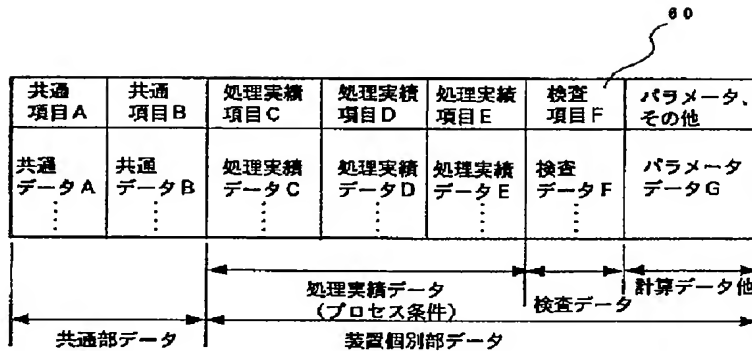 60
共通
項目A
共通
項目B
処理実績
項目C
処理実績
項目D
処理実績
項目E
検査
項目F
パラメータ、
その他
共通
データA
共通
データB
処理実績
データC
処理実績
データD
処理実績
データE
検査
データF
パラメータ
データG
処理実績データ
(プロセス条件)
検査データ
計算データ他
共通部データ
装置個別部データ